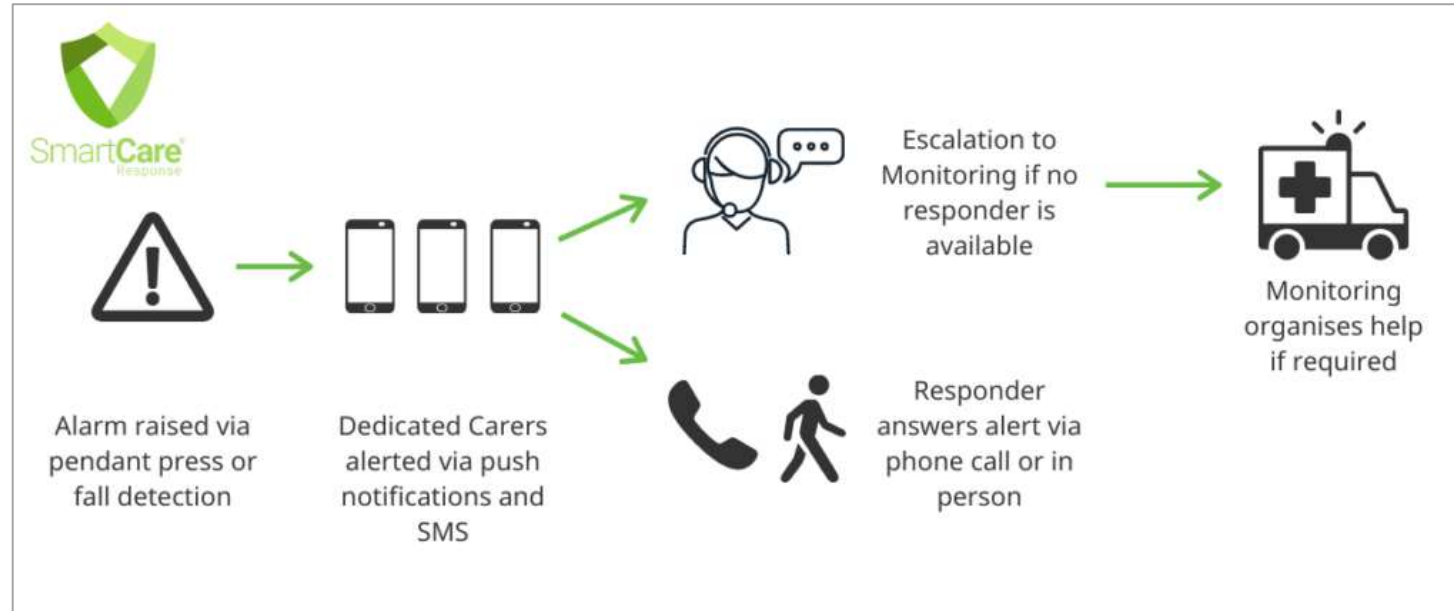 SmartCare®
Response
Alarm raised via
pendant press or
fall detection
Dedicated Carers
alerted via push
notifications and
SMS
Escalation to
Monitoring if no
responder is
available
Responder
answers alert via
phone call or in
person
Monitoring
organises help
if required